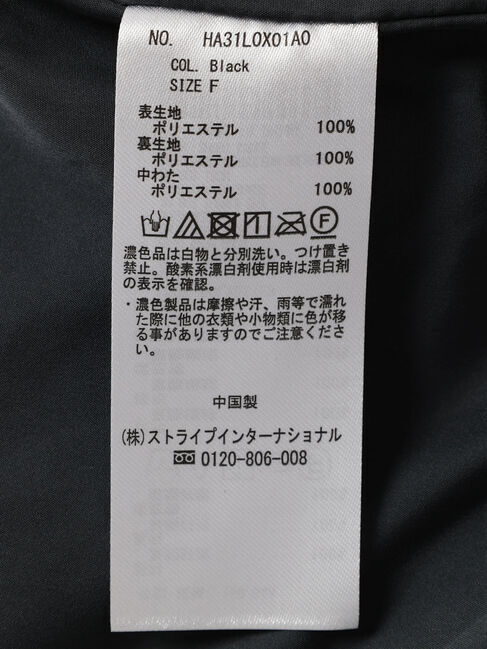 NO. HA31L0X01A0
COL. Black
SIZE F
表生地
ポリエステル 100%
裏生地
ポリエステル 100%
中わた
ポリエステル 100%
F
濃色品は白物と分別洗い。つけ置き
禁止。酸素系漂白剤使用時は漂白剤
の表示を確認。
・濃色製品は摩擦や汗、雨等で濡れ
た際に他の衣類や小物類に色が移
る事がありますのでご注意くださ
い。
中国製
(株)ストライプインターナショナル
0120-806-008